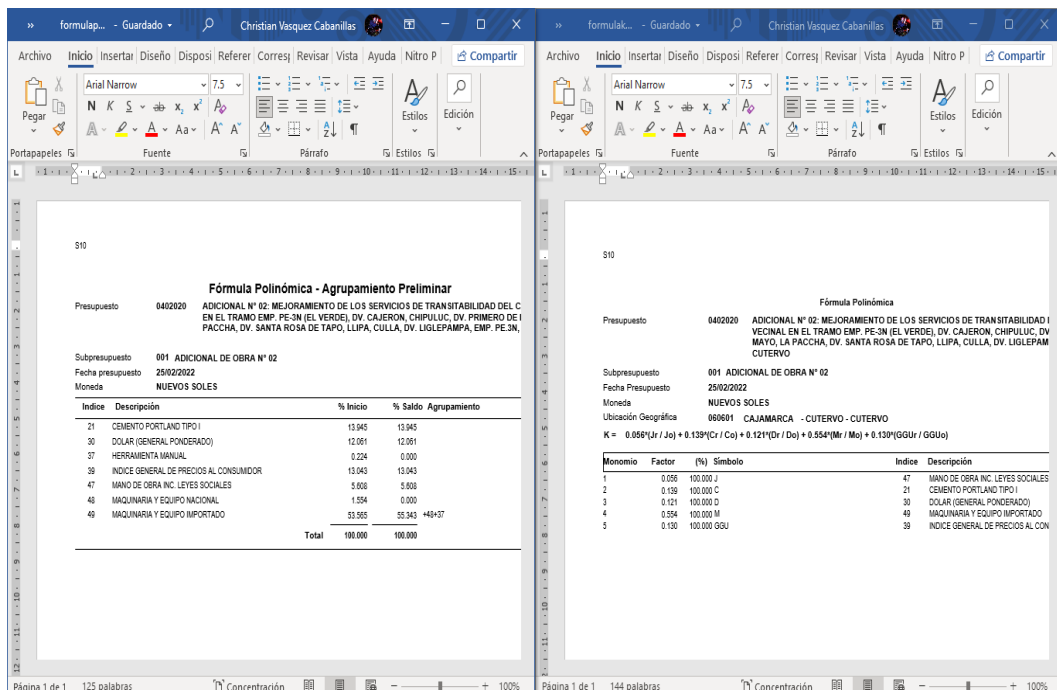 » formulap... - Guardado Christian Vasquez Cabanillas
Archivo Inicio Insertar Diseño Disposi Referer Corresp Revisar Vista Ayuda Nitro P Compartir
Arial Narrow 7.5
Pegar N K S ab x₂ x² A Estilos Edición
A A Aa A^ A˅
Portapapeles Fuente Párrafo Estilos
S10
Fórmula Polinómica - Agrupamiento Preliminar
Presupuesto 0402020 ADICIONAL N° 02: MEJORAMIENTO DE LOS SERVICIOS DE TRANSITABILIDAD DEL C
EN EL TRAMO EMP. PE-3N (EL VERDE), DV. CAJERON, CHIPULUC, DV. PRIMERO DE
PACCHA, DV. SANTA ROSA DE TAPO, LLIPA, CULLA, DV. LIGLEPAMPA, EMP. PE.3N,
Subpresupuesto 001 ADICIONAL DE OBRA N° 02
Fecha presupuesto 25/02/2022
Moneda NUEVOS SOLES
Indice Descripción % Inicio % Saldo Agrupamiento
21 CEMENTO PORTLAND TIPO I 13.945 13.945
30 DOLAR (GENERAL PONDERADO) 12.061 12.061
37 HERRAMIENTA MANUAL 0.224 0.000
39 INDICE GENERAL DE PRECIOS AL CONSUMIDOR 13.043 13.043
47 MANO DE OBRA INC. LEYES SOCIALES 5.608 5.608
48 MAQUINARIA Y EQUIPO NACIONAL 1.554 0.000
49 MAQUINARIA Y EQUIPO IMPORTADO 53.565 55.343 +48+37
Total 100.000 100.000
Página 1 de 1 125 palabras Concentración 100%
» formulak... - Guardado Christian Vasquez Cabanillas
Archivo Inicio Insertar Diseño Disposi Referer Corresp Revisar Vista Ayuda Nitro P Compartir
Arial Narrow 7.5
Pegar N K S ab x₂ x² A Estilos Edición
A A Aa A^ A˅
Portapapeles Fuente Párrafo Estilos
S10
Fórmula Polinómica
Presupuesto 0402020 ADICIONAL N° 02: MEJORAMIENTO DE LOS SERVICIOS DE TRANSITABILIDAD
VECINAL EN EL TRAMO EMP. PE-3N (EL VERDE), DV. CAJERON, CHIPULUC, DV
MAYO, LA PACCHA, DV. SANTA ROSA DE TAPO, LLIPA, CULLA, DV. LIGLEPAM
CUTERVO
Subpresupuesto 001 ADICIONAL DE OBRA N° 02
Fecha Presupuesto 25/02/2022
Moneda NUEVOS SOLES
Ubicación Geográfica 060601 CAJAMARCA - CUTERVO - CUTERVO
K = 0.056*(Jr / Jo) + 0.139*(Cr / Co) + 0.121*(Dr / Do) + 0.554*(Mr / Mo) + 0.130*(GGUr / GGUo)
Monomio Factor (%) Símbolo Indice Descripción
1 0.056 100.000 J 47 MANO DE OBRA INC. LEYES SOCIALES
2 0.139 100.000 C 21 CEMENTO PORTLAND TIPO I
3 0.121 100.000 D 30 DOLAR (GENERAL PONDERADO)
4 0.554 100.000 M 49 MAQUINARIA Y EQUIPO IMPORTADO
5 0.130 100.000 GGU 39 INDICE GENERAL DE PRECIOS AL CON
Página 1 de 1 144 palabras Concentración 100%